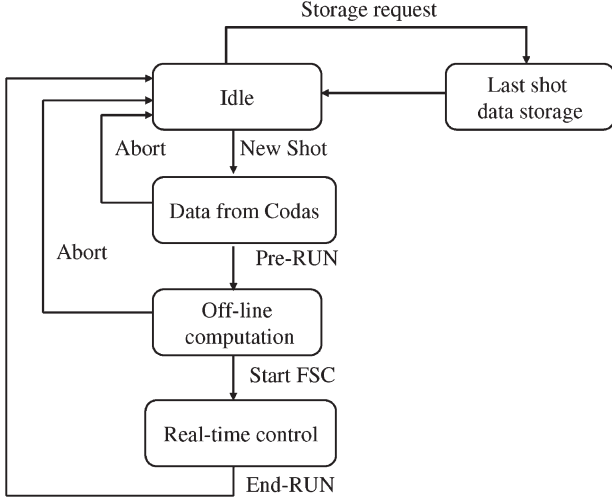 Storage request
Idle
Last shot
data storage
Abort
New Shot
Data from Codas
Abort
Pre-RUN
Off-line
computation
Start FSC
Real-time control
End-RUN